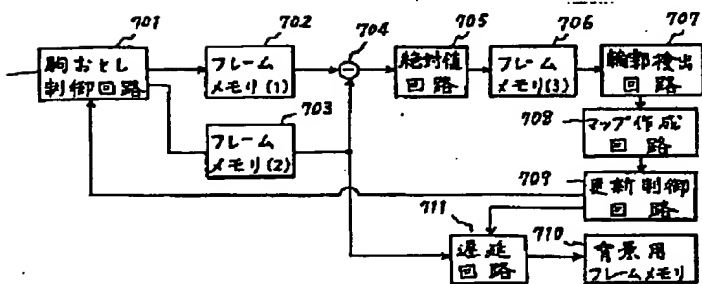 701
胸おとし
制御回路
702
フレーム
メモリ(1)
704
705
絶対値
回路
706
フレーム
メモリ(3)
707
輪郭検出
回路
703
フレーム
メモリ(2)
708
マップ作成
回路
709
更新制御
回路
711
遅延
回路
710
背景用
フレームメモリ